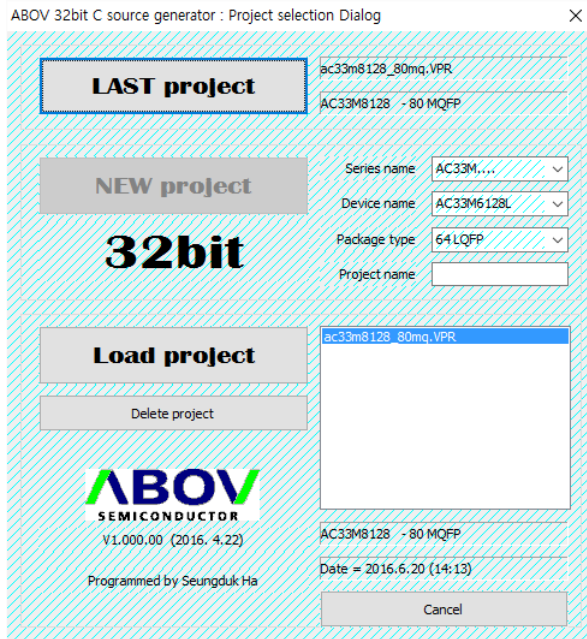 ABOV 32bit C source generator : Project selection Dialog
LAST project
ac33m8128_80mq.VPR
AC33M8128 - 80 MQFP
NEW project
32bit
Series name AC33M....
Device name AC33M6128L
Package type 64 LQFP
Project name
Load project
Delete project
ac33m8128_80mq.VPR
ABOV
SEMICONDUCTOR
V1.000.00 (2016. 4.22)
Programmed by Seungduk Ha
AC33M8128 - 80 MQFP
Date = 2016.6.20 (14:13)
Cancel